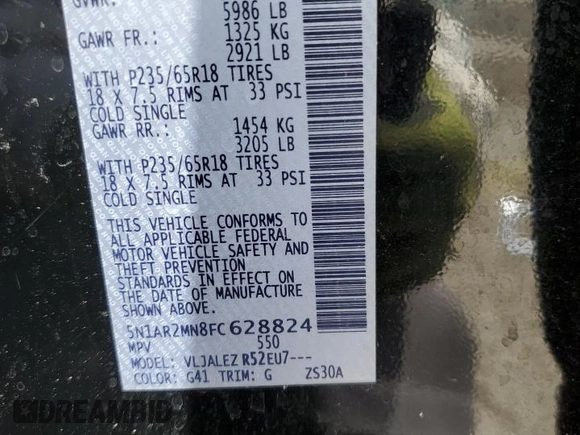 GVWR:
5986 LB
GAWR FR.: 1325 KG
2921 LB
WITH P235/65R18 TIRES
18 X 7.5 RIMS AT 33 PSI
COLD SINGLE
GAWR RR.: 1454 KG
3205 LB
WITH P235/65R18 TIRES
18 X 7.5 RIMS AT 33 PSI
COLD SINGLE
THIS VEHICLE CONFORMS TO
ALL APPLICABLE FEDERAL
MOTOR VEHICLE SAFETY AND
THEFT PREVENTION
STANDARDS IN EFFECT ON
THE DATE OF MANUFACTURE
SHOWN ABOVE.
5N1AR2MN8FC628824
MPV 550
VLJALEZ R52EU7---
COLOR: G41 TRIM: G ZS30A
DREAMBID